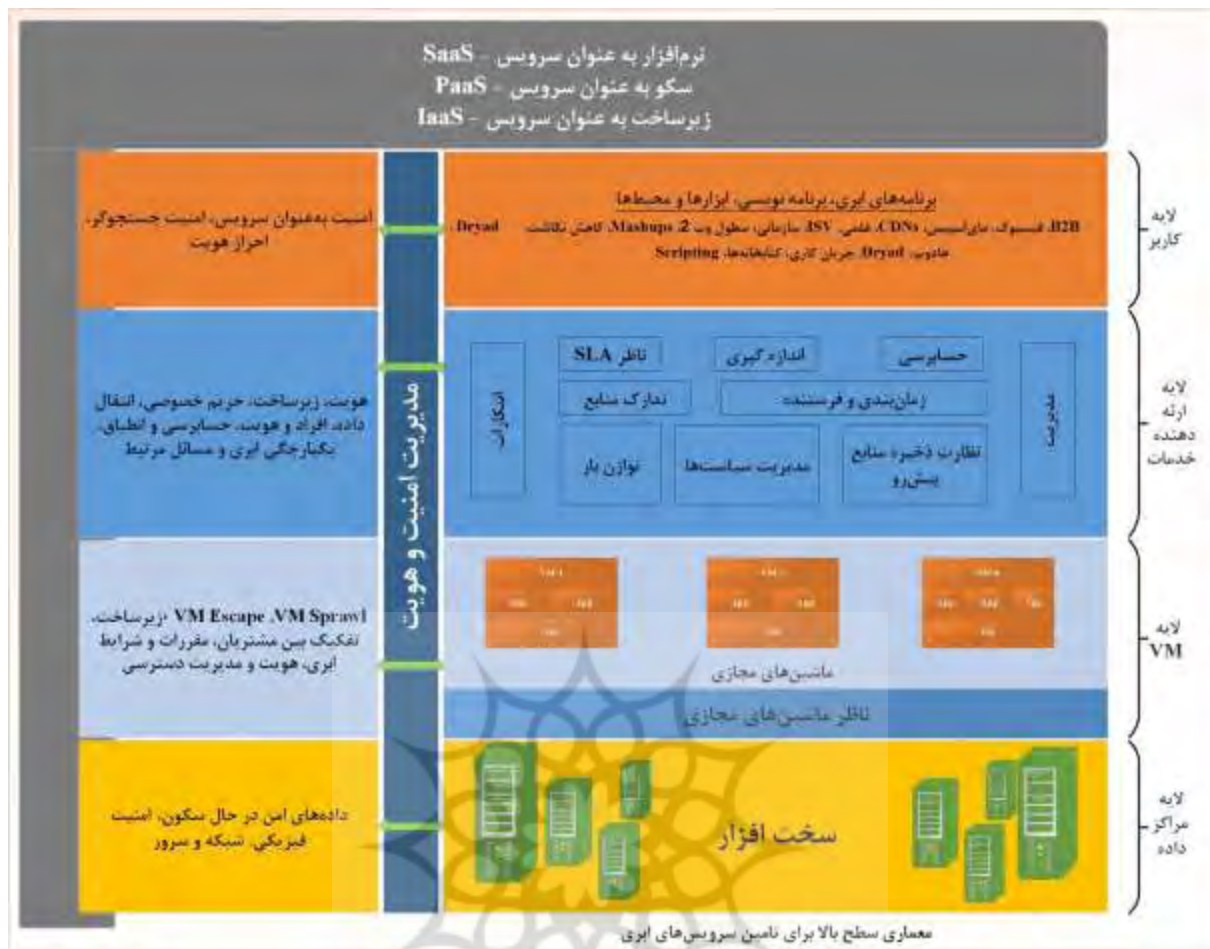 نرم‌افزار به عنوان سرویس - SaaS
سکو به عنوان سرویس - PaaS
زیرساخت به عنوان سرویس - IaaS
برنامه‌های ابری، برنامه نویسی، ابزارها و محیط‌ها
B2B، فیسبوک، مای‌اسپیس، CDNs، علمی، ISV، سازمانی، معلول وب 2، Mashups، کاهش نگاشت، Dryad
هادوپ، Dryad، جریان کاری، کتابخانه‌ها، Scripting
امنیت به‌عنوان سرویس، امنیت جستجوگر،
احراز هویت
لایه
کاربر
مدیریت امنیت و هویت
مدیریت
حسابرسی
اندازه گیری
ناظر SLA
زمان‌بندی و فرستنده
تدارک منابع
نظارت ذخیره منابع
پیش‌رو
مدیریت سیاست‌ها
توازن بار
ابتکارات
هویت، زیرساخت، حریم خصوصی، انتقال
داده، افراد و هویت، حسابرسی و انطباق،
یکپارچگی ابری و مسائل مرتبط
لایه
ارئه
دهنده
خدمات
ماشین‌های مجازی
ناظر ماشین‌های مجازی
VM Escape ,VM Sprawl، زیرساخت،
تفکیک بین مشتریان، مقررات و شرایط
ابری، هویت و مدیریت دسترسی
لایه
VM
سخت افزار
داده‌های امن در حال سکون، امنیت
فیزیکی، شبکه و سرور
لایه
مراکز
داده
معماری سطح بالا برای تامین سرویس‌های ابری